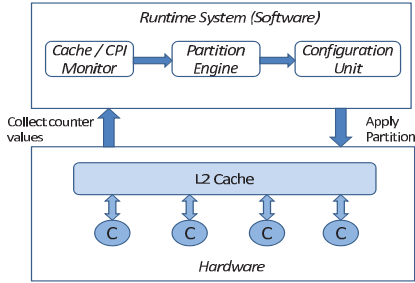 Runtime System (Software)
Cache / CPI
Monitor
Partition
Engine
Configuration
Unit
Collect counter
values
Apply
Partition
L2 Cache
C
C
C
C
Hardware